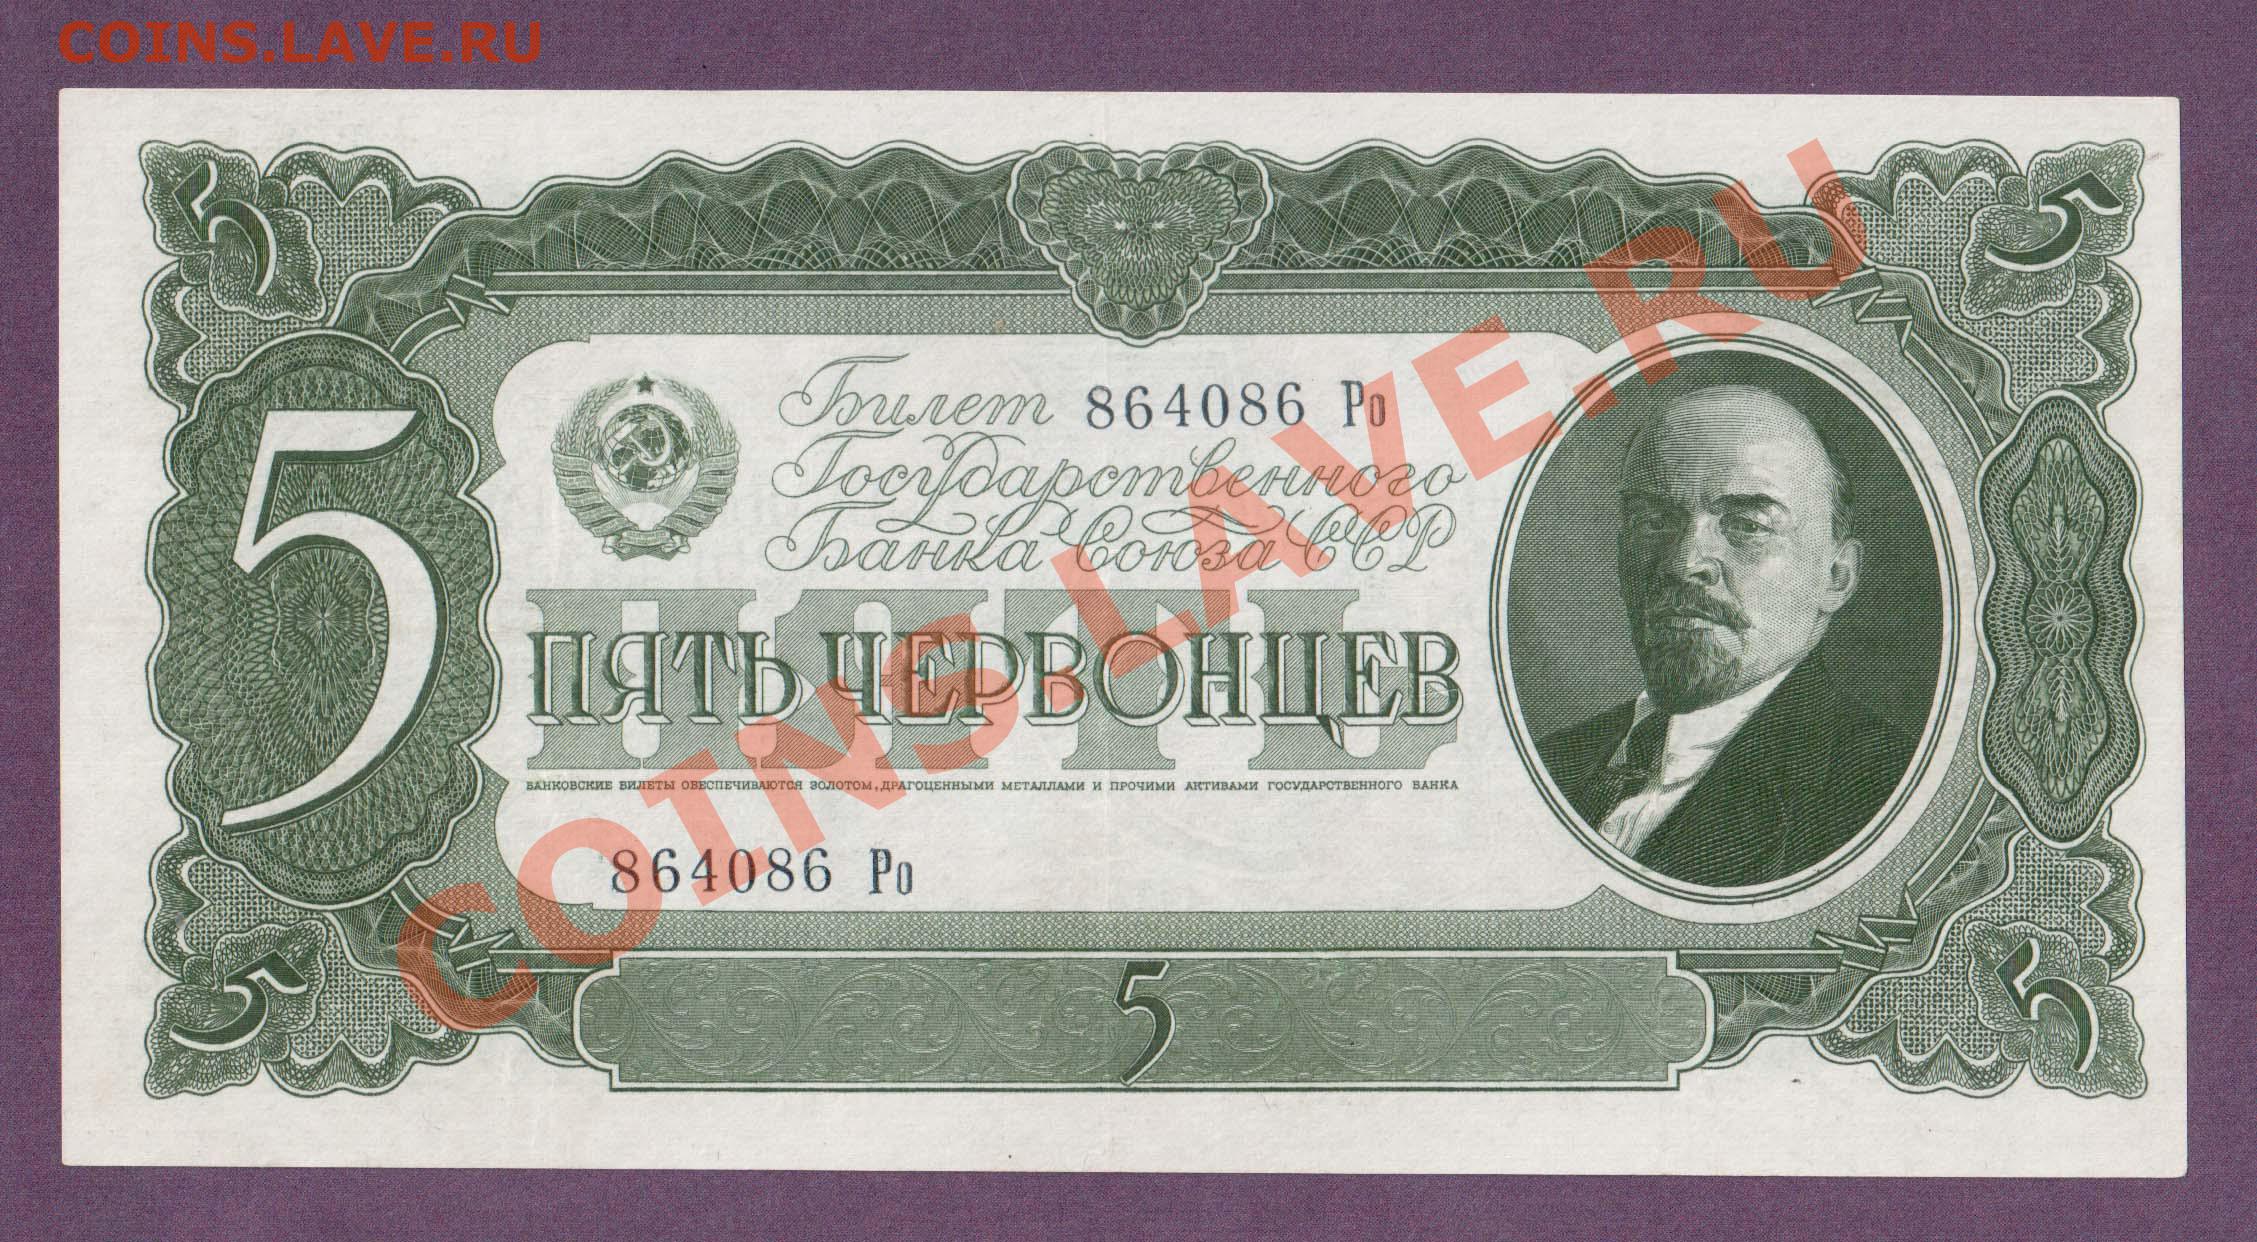 COINS.LAVE.RU
5 5
Билет 864086 Ро
Государственного
Банка Союза ССР
5
ПЯТЬ
ПЯТЬ ЧЕРВОНЦЕВ
БАНКОВСКИЕ БИЛЕТЫ ОБЕСПЕЧИВАЮТСЯ ЗОЛОТОМ, ДРАГОЦЕННЫМИ МЕТАЛЛАМИ И ПРОЧИМИ АКТИВАМИ ГОСУДАРСТВЕННОГО БАНКА
864086 Ро
5 5 5
COINS.LAVE.RU